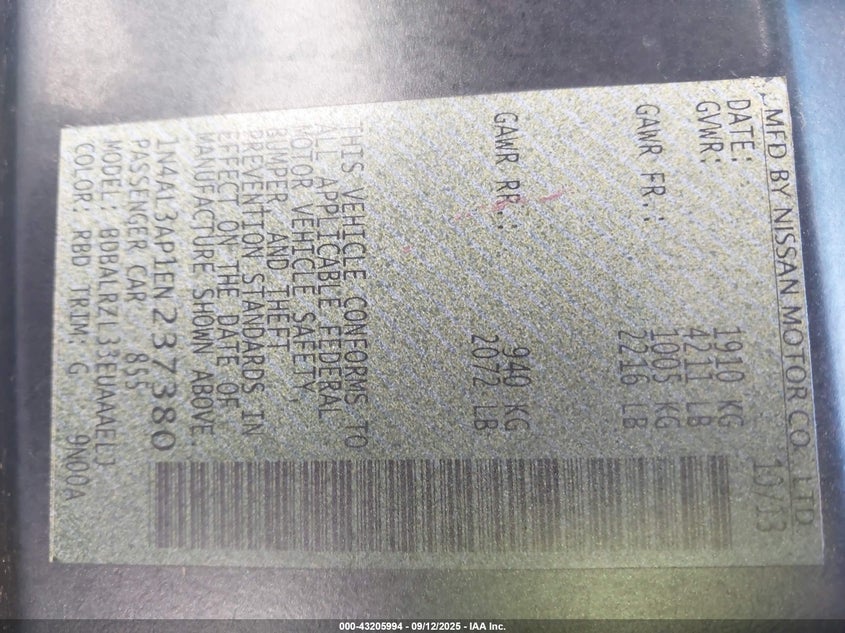 MFD BY NISSAN MOTOR CO., LTD.
DATE: 10/13
GVWR: 1910 KG
4211 LB
GAWR FR.: 1005 KG
2216 LB
GAWR RR.: 940 KG
2072 LB
THIS VEHICLE CONFORMS TO
ALL APPLICABLE FEDERAL
MOTOR VEHICLE SAFETY,
BUMPER AND THEFT
PREVENTION STANDARDS IN
EFFECT ON THE DATE OF
MANUFACTURE SHOWN ABOVE.
1N4AL3AP1EN237380
PASSENGER CAR 855
MODEL: BDBALRZL33EUAAAELJ
COLOR: RBD TRIM: G 9N00A
000-43205994 - 09/12/2025 - IAA Inc.